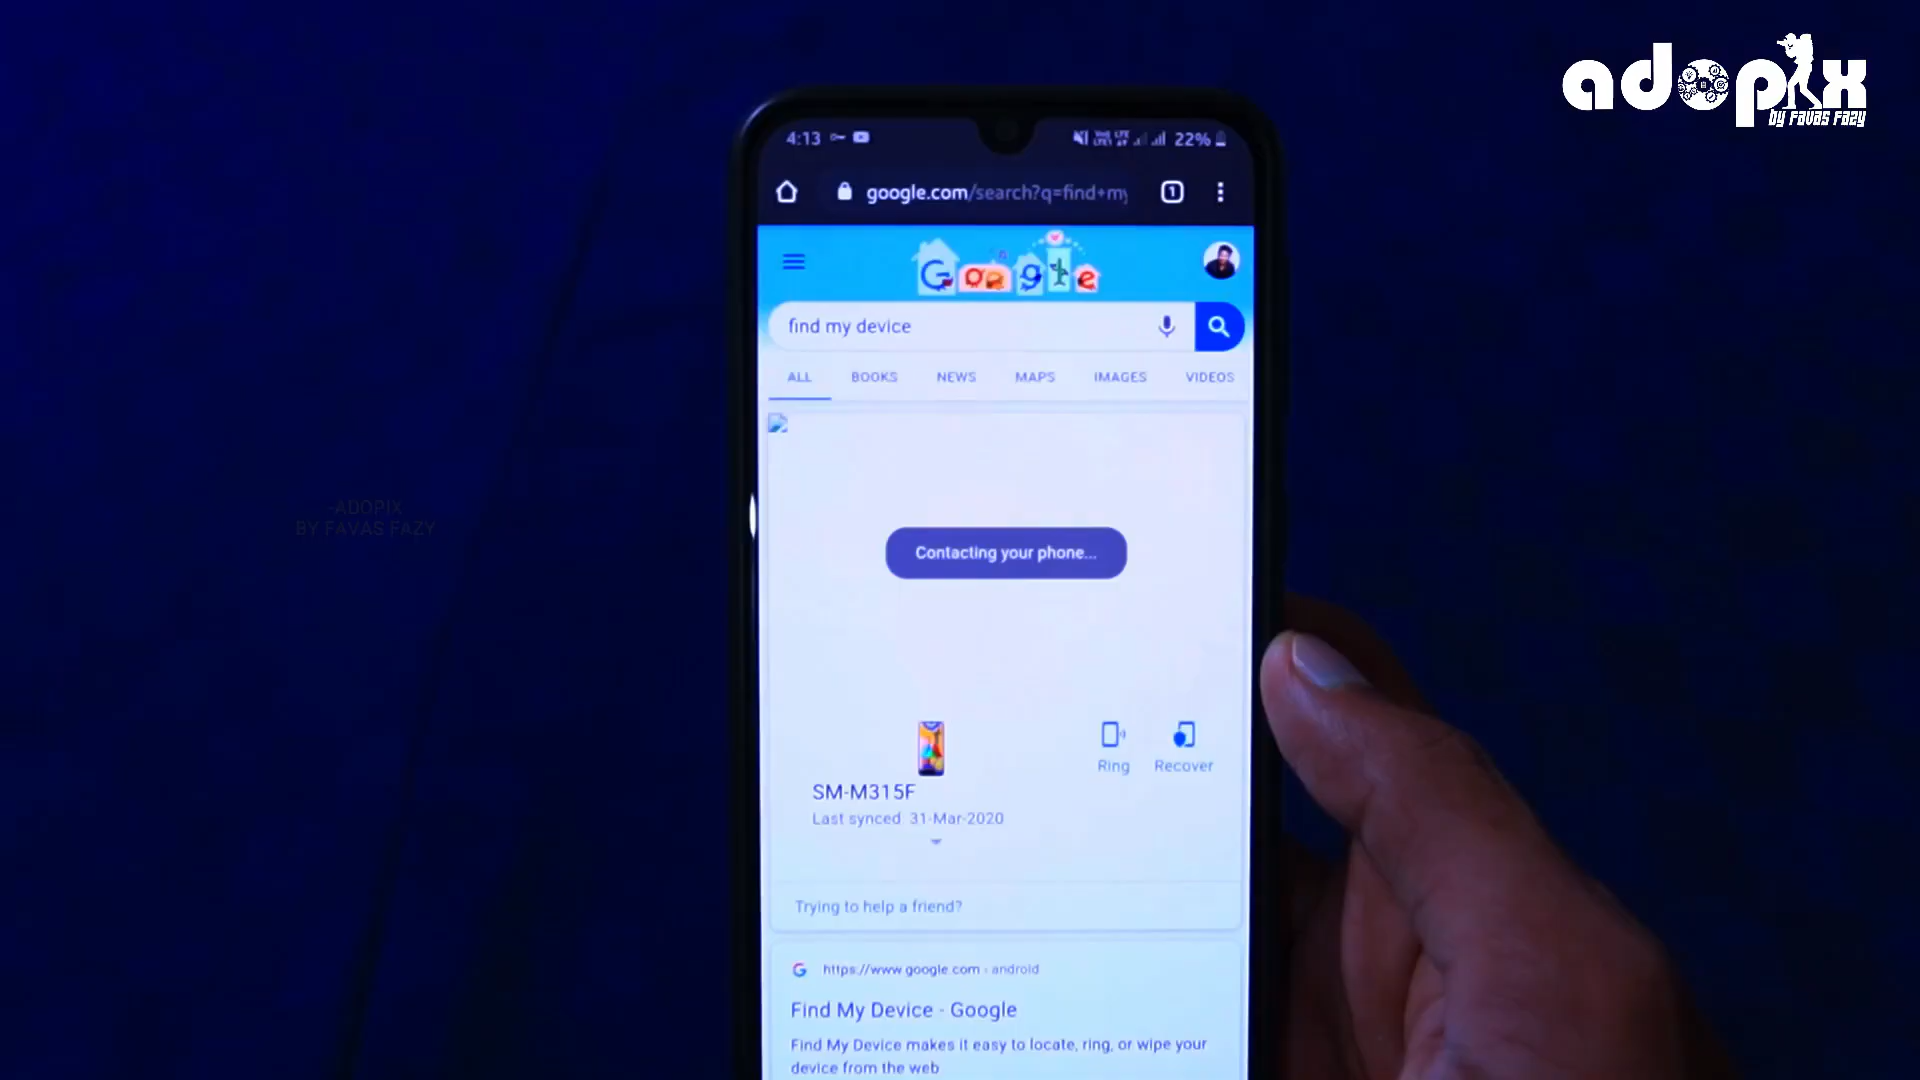 adopix
by Favas Fazy
4:13
22%
google.com/search?q=find+my
1
Google
find my device
ALL BOOKS NEWS MAPS IMAGES VIDEOS
-ADOPIX
BY FAVAS FAZY
Contacting your phone...
Ring Recover
SM-M315F
Last synced 31-Mar-2020
Trying to help a friend?
https://www.google.com › android
Find My Device - Google
Find My Device makes it easy to locate, ring, or wipe your
device from the web